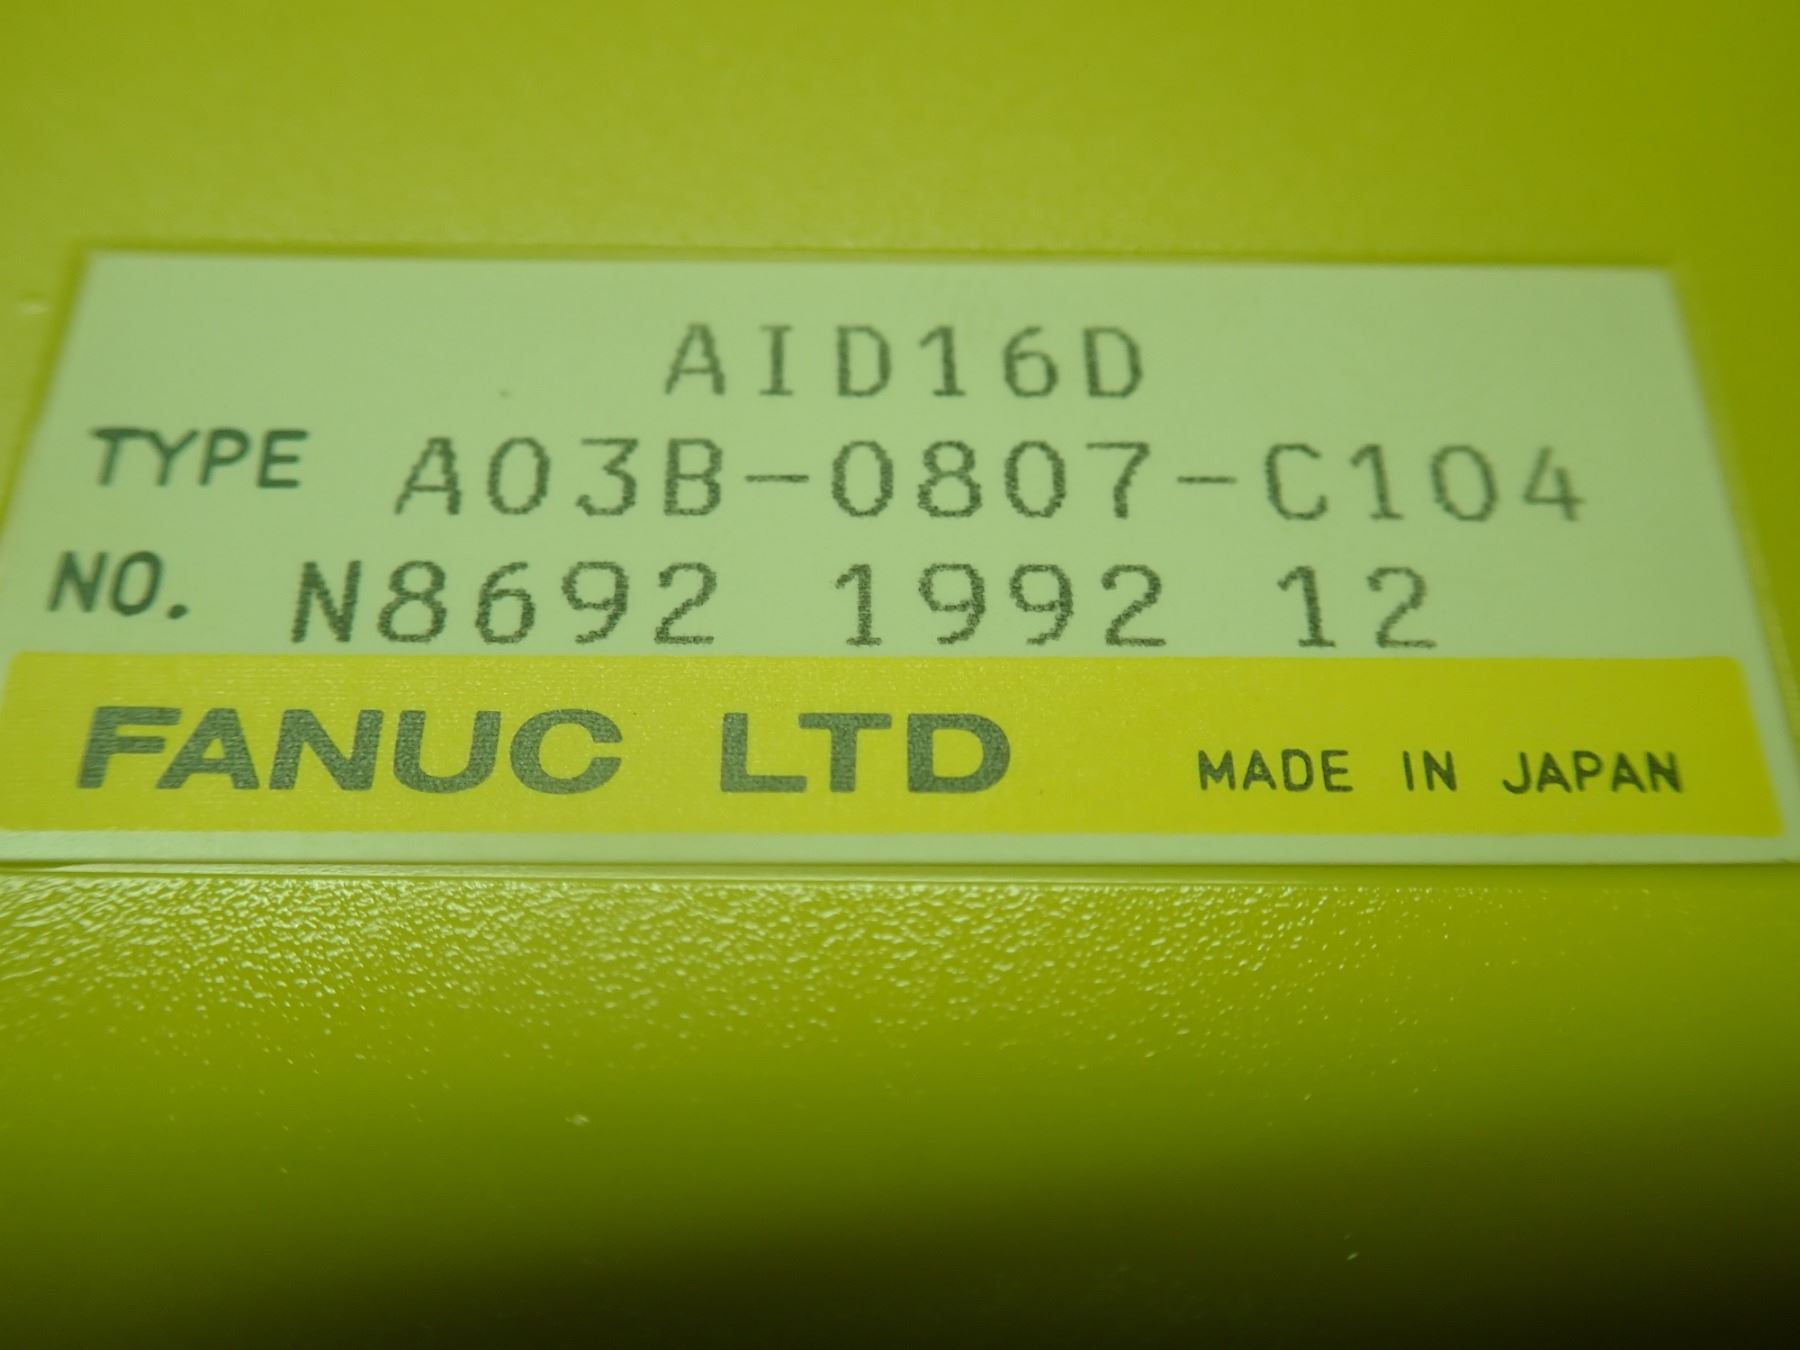 AID16D
TYPE A03B-0807-C104
NO. N8692 1992 12
FANUC LTD MADE IN JAPAN